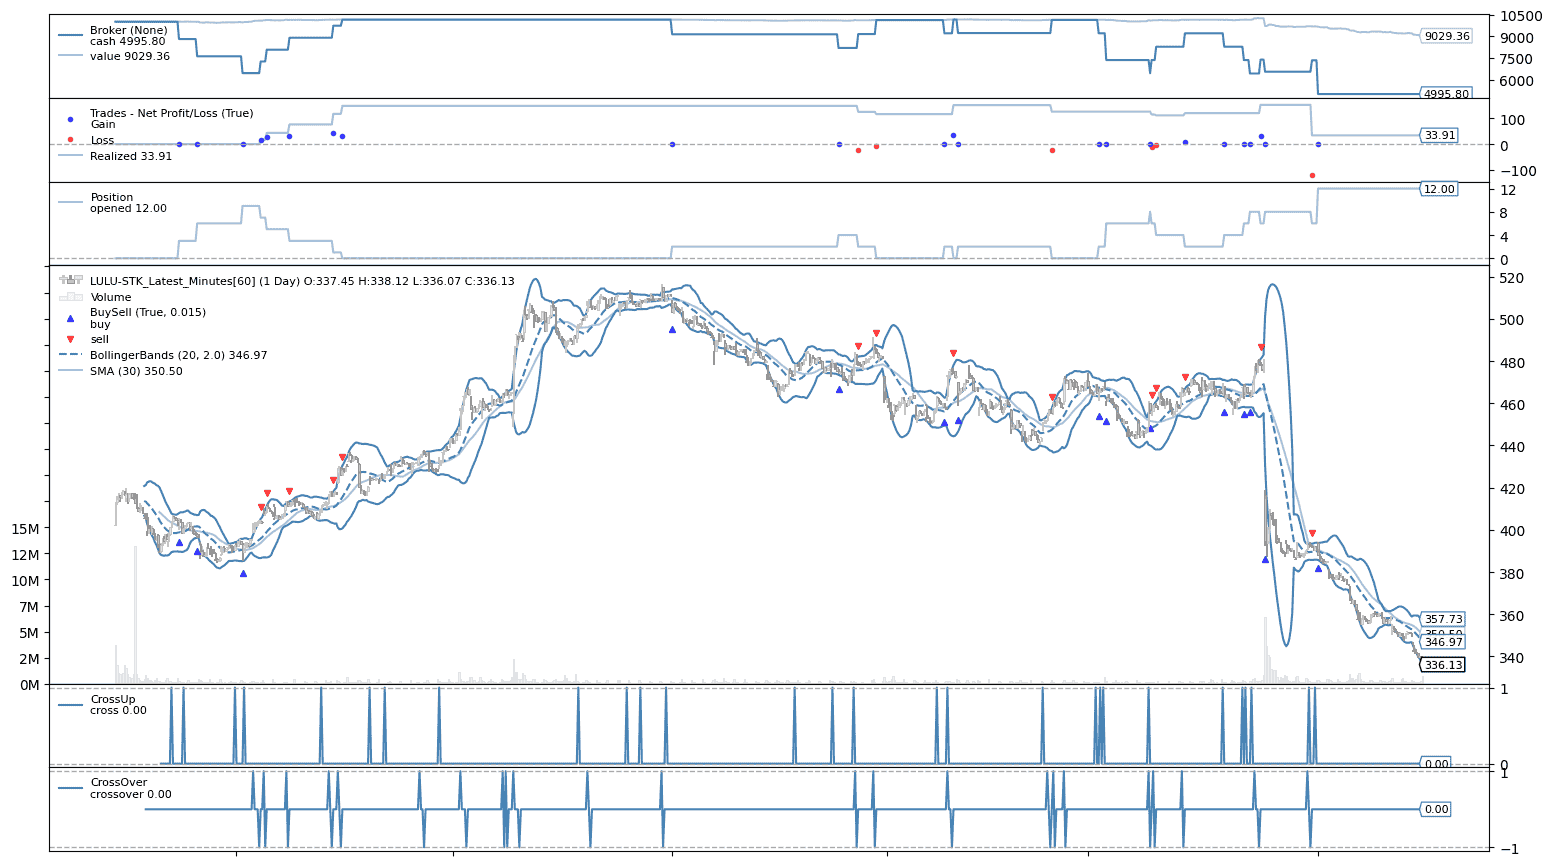 Broker (None)
cash 4995.80
value 9029.36
10500
9000
7500
6000
9029.36
4995.80
Trades - Net Profit/Loss (True)
Gain
Loss
Realized 33.91
100
0
−100
33.91
Position
opened 12.00
12
8
4
0
12.00
LULU-STK_Latest_Minutes[60] (1 Day) O:337.45 H:338.12 L:336.07 C:336.13
Volume
BuySell (True, 0.015)
buy
sell
BollingerBands (20, 2.0) 346.97
SMA (30) 350.50
520
500
480
460
440
420
400
380
360
340
15M
12M
10M
7M
5M
2M
0M
357.73
350.50
346.97
336.13
CrossUp
cross 0.00
1
0
0.00
CrossOver
crossover 0.00
1
−1
0.00